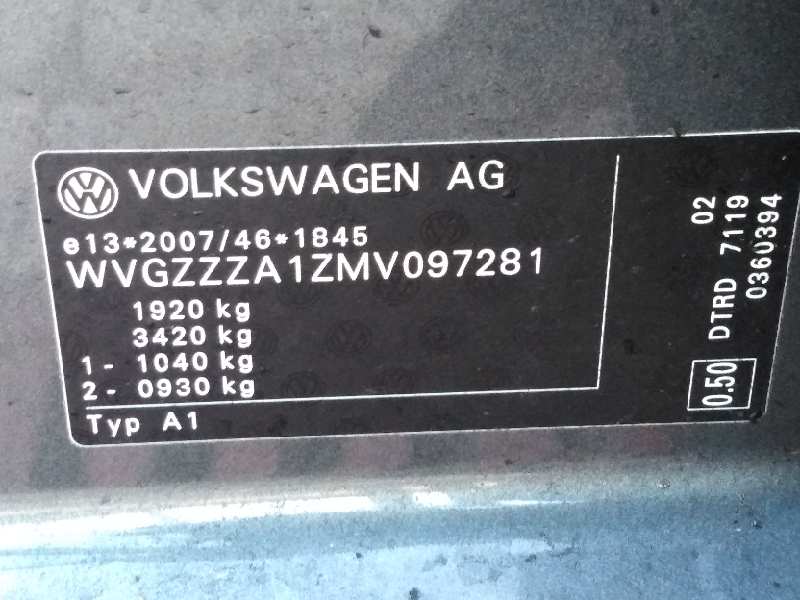 VOLKSWAGEN AG
e13*2007/46*1845
WVGZZZA1ZMV097281
1920 kg
3420 kg
1- 1040 kg
2- 0930 kg
Typ A1
02
DTRD 7119
0360394
0.50